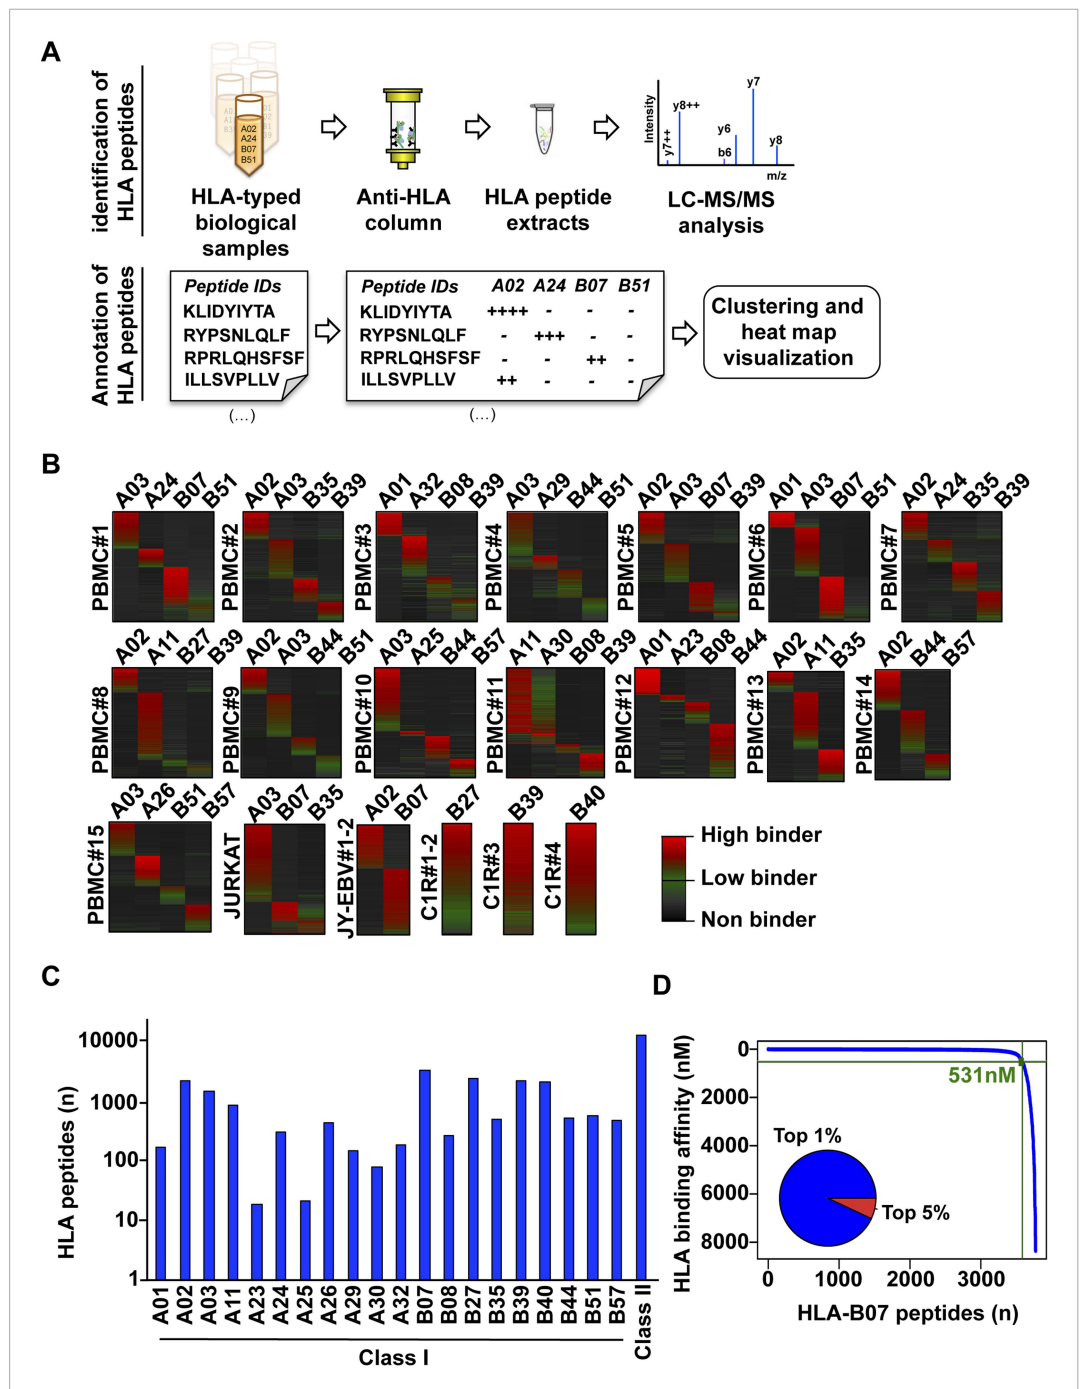 A
identification of
HLA peptides
A02
A24
B07
B51
HLA-typed
biological
samples
Anti-HLA
column
HLA peptide
extracts
Intensity
y7++
y8++
y6
b6
y7
y8
m/z
LC-MS/MS
analysis
Annotation of
HLA peptides
Peptide IDs
KLIDYIYTA
RYPSNLQLF
RPRLQHSFSF
ILLSVPLLV
(...)
Peptide IDs A02 A24 B07 B51
KLIDYIYTA ++++ - - -
RYPSNLQLF - +++ - -
RPRLQHSFSF - - ++ -
ILLSVPLLV ++ - - -
(...)
Clustering and
heat map
visualization
B
PBMC#1 A03 A24 B07 B51
PBMC#2 A02 A03 B35 B39
PBMC#3 A01 A32 B08 B39
PBMC#4 A03 A29 B44 B51
PBMC#5 A02 A03 B07 B39
PBMC#6 A01 A03 B07 B51
PBMC#7 A02 A24 B35 B39
PBMC#8 A02 A11 B27 B39
PBMC#9 A02 A03 B44 B51
PBMC#10 A03 A25 B44 B57
PBMC#11 A11 A30 B08 B39
PBMC#12 A01 A23 B08 B44
PBMC#13 A02 A11 B35
PBMC#14 A02 B44 B57
PBMC#15 A03 A26 B51 B57
JURKAT A03 B07 B35
JY-EBV#1-2 A02 B07
C1R#1-2 B27
C1R#3 B39
C1R#4 B40
High binder
Low binder
Non binder
C
HLA peptides (n)
10000
1000
100
10
1
A01 A02 A03 A11 A23 A24 A25 A26 A29 A30 A32 B07 B08 B27 B35 B39 B40 B44 B51 B57 Class II
Class I
D
HLA binding affinity (nM)
0
2000
4000
6000
8000
531nM
Top 1%
Top 5%
0 1000 2000 3000
HLA-B07 peptides (n)